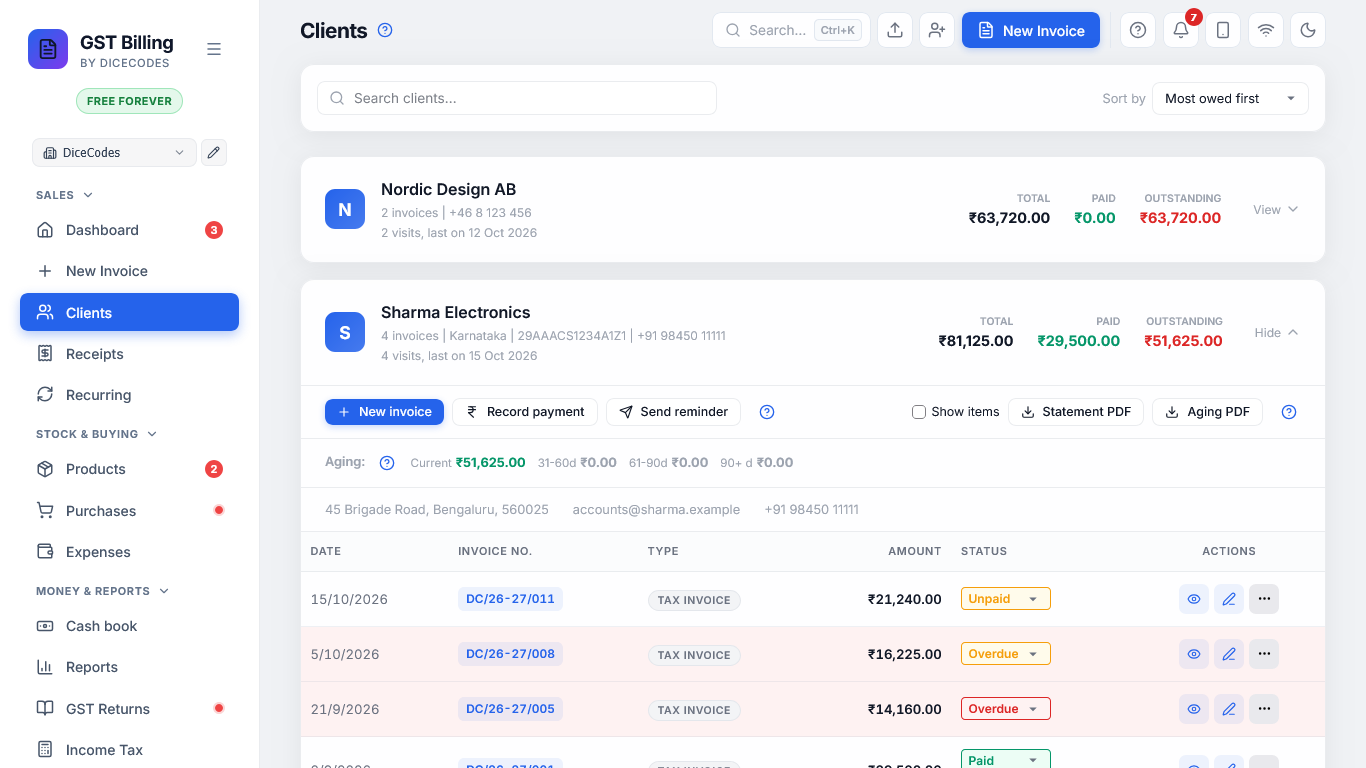 GST Billing
BY DICECODES
FREE FOREVER
DiceCodes
SALES
Dashboard 3
New Invoice
Clients
Receipts
Recurring
STOCK & BUYING
Products 2
Purchases
Expenses
MONEY & REPORTS
Cash book
Reports
GST Returns
Income Tax
Clients
Search... Ctrl+K
New Invoice
7
Search clients...
Sort by Most owed first
N
Nordic Design AB
2 invoices | +46 8 123 456
2 visits, last on 12 Oct 2026
TOTAL PAID OUTSTANDING
₹63,720.00 ₹0.00 ₹63,720.00
View
S
Sharma Electronics
4 invoices | Karnataka | 29AAACS1234A1Z1 | +91 98450 11111
4 visits, last on 15 Oct 2026
TOTAL PAID OUTSTANDING
₹81,125.00 ₹29,500.00 ₹51,625.00
Hide
New invoice ₹ Record payment Send reminder Show items Statement PDF Aging PDF
Aging: Current ₹51,625.00 31-60d ₹0.00 61-90d ₹0.00 90+ d ₹0.00
45 Brigade Road, Bengaluru, 560025 accounts@sharma.example +91 98450 11111
DATE INVOICE NO. TYPE AMOUNT STATUS ACTIONS
15/10/2026 DC/26-27/011 TAX INVOICE ₹21,240.00 Unpaid
5/10/2026 DC/26-27/008 TAX INVOICE ₹16,225.00 Overdue
21/9/2026 DC/26-27/005 TAX INVOICE ₹14,160.00 Overdue
Paid